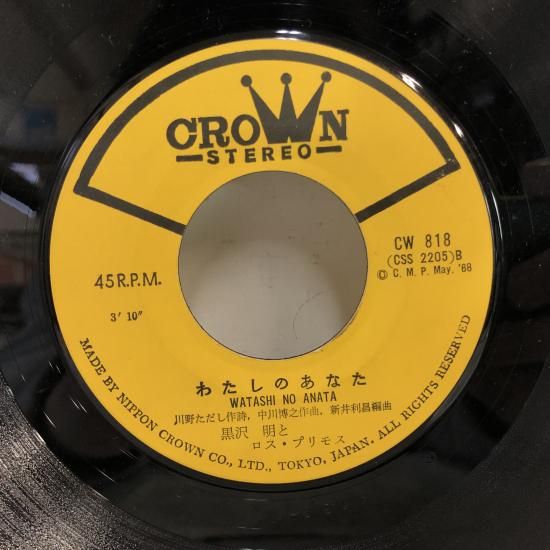 CROWN
STEREO
CW 818
(CSS 2205)B
Ⓒ C. M. P. May. '68
45 R.P.M.
3' 10"
わたしのあなた
WATASHI NO ANATA
川野ただし作詩, 中川博之作曲, 新井利昌編曲
黒沢 明と
ロス・プリモス
MADE BY NIPPON CROWN CO., LTD., TOKYO, JAPAN. ALL RIGHTS RESERVED